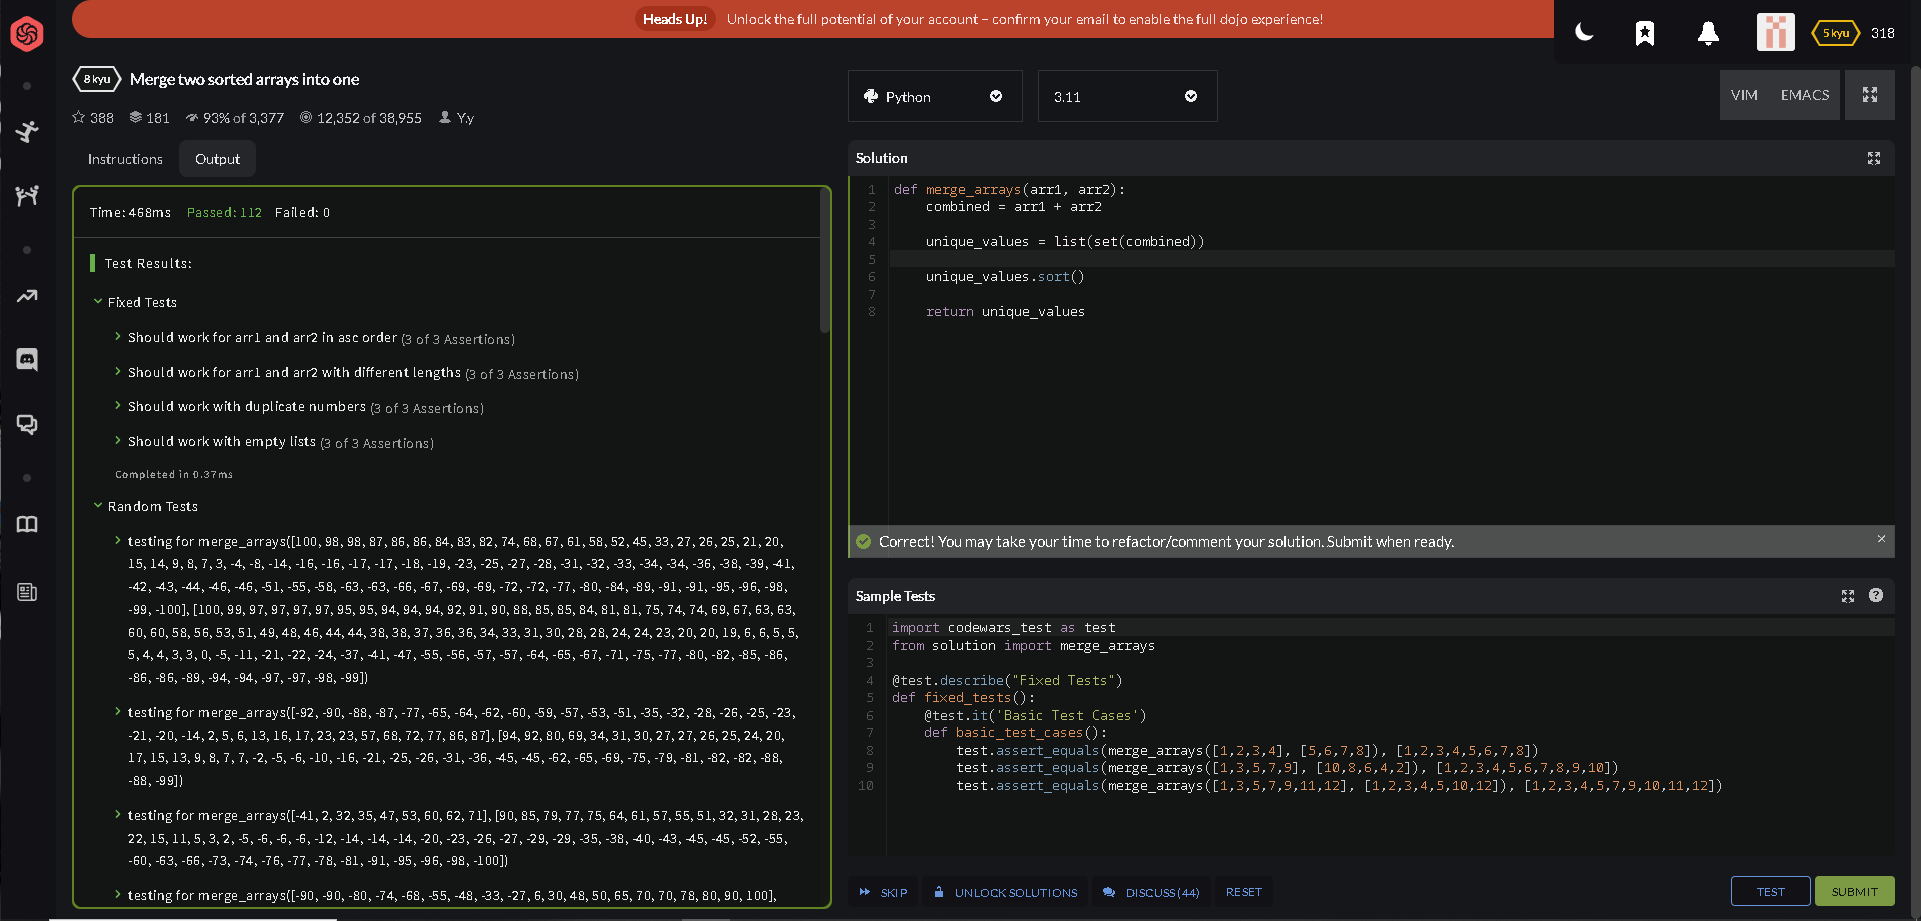 Heads Up! Unlock the full potential of your account – confirm your email to enable the full dojo experience!
5 kyu 318
8 kyu Merge two sorted arrays into one
388 181 93% of 3,377 12,352 of 38,955 Y.y
Instructions Output
Time: 468ms Passed: 112 Failed: 0
Test Results:
Fixed Tests
Should work for arr1 and arr2 in asc order (3 of 3 Assertions)
Should work for arr1 and arr2 with different lengths (3 of 3 Assertions)
Should work with duplicate numbers (3 of 3 Assertions)
Should work with empty lists (3 of 3 Assertions)
Completed in 0.37ms
Random Tests
testing for merge_arrays([100, 98, 98, 87, 86, 86, 84, 83, 82, 74, 68, 67, 61, 58, 52, 45, 33, 27, 26, 25, 21, 20,
15, 14, 9, 8, 7, 3, -4, -8, -14, -16, -16, -17, -17, -18, -19, -23, -25, -27, -28, -31, -32, -33, -34, -34, -36, -38, -39, -41,
-42, -43, -44, -46, -46, -51, -55, -58, -63, -63, -66, -67, -69, -69, -72, -72, -77, -80, -84, -89, -91, -91, -95, -96, -98,
-99, -100], [100, 99, 97, 97, 97, 97, 95, 95, 94, 94, 94, 92, 91, 90, 88, 85, 85, 84, 81, 81, 75, 74, 74, 69, 67, 63, 63,
60, 60, 58, 56, 53, 51, 49, 48, 46, 44, 44, 38, 38, 37, 36, 36, 34, 33, 31, 30, 28, 28, 24, 24, 23, 20, 20, 19, 6, 6, 5, 5,
5, 4, 4, 3, 3, 0, -5, -11, -21, -21, -22, -24, -37, -41, -47, -55, -56, -57, -57, -64, -65, -67, -71, -75, -77, -80, -82, -85, -86,
-86, -86, -89, -94, -94, -97, -97, -98, -99])
testing for merge_arrays([-92, -90, -88, -87, -77, -65, -64, -62, -60, -59, -57, -53, -51, -35, -32, -28, -26, -25, -23,
-21, -20, -14, 2, 5, 6, 13, 16, 17, 23, 23, 57, 68, 72, 77, 86, 87], [94, 92, 80, 69, 34, 31, 30, 27, 27, 26, 25, 24, 20,
17, 15, 13, 9, 8, 7, 7, -2, -5, -6, -10, -16, -21, -25, -26, -31, -36, -45, -45, -62, -65, -69, -75, -79, -81, -82, -82, -88,
-88, -99])
testing for merge_arrays([-41, 2, 32, 35, 47, 53, 60, 62, 71], [90, 85, 79, 77, 75, 64, 61, 57, 55, 51, 32, 31, 28, 23,
22, 15, 11, 5, 3, 2, -5, -6, -6, -6, -12, -14, -14, -14, -20, -23, -26, -27, -29, -29, -35, -38, -40, -43, -45, -45, -52, -55,
-60, -63, -66, -73, -74, -76, -77, -78, -81, -91, -95, -96, -98, -100])
testing for merge_arrays([-90, -90, -80, -74, -68, -55, -48, -33, -27, 6, 30, 48, 50, 65, 70, 70, 78, 80, 90, 100],
Python 3.11 VIM EMACS
Solution
1 def merge_arrays(arr1, arr2):
2 combined = arr1 + arr2
3
4 unique_values = list(set(combined))
5
6 unique_values.sort()
7
8 return unique_values
Correct! You may take your time to refactor/comment your solution. Submit when ready.
Sample Tests
1 import codewars_test as test
2 from solution import merge_arrays
3
4 @test.describe("Fixed Tests")
5 def fixed_tests():
6 @test.it('Basic Test Cases')
7 def basic_test_cases():
8 test.assert_equals(merge_arrays([1,2,3,4], [5,6,7,8]), [1,2,3,4,5,6,7,8])
9 test.assert_equals(merge_arrays([1,3,5,7,9], [10,8,6,4,2]), [1,2,3,4,5,6,7,8,9,10])
10 test.assert_equals(merge_arrays([1,3,5,7,9,11,12], [1,2,3,4,5,10,12]), [1,2,3,4,5,7,9,10,11,12])
SKIP UNLOCK SOLUTIONS DISCUSS (44) RESET TEST SUBMIT